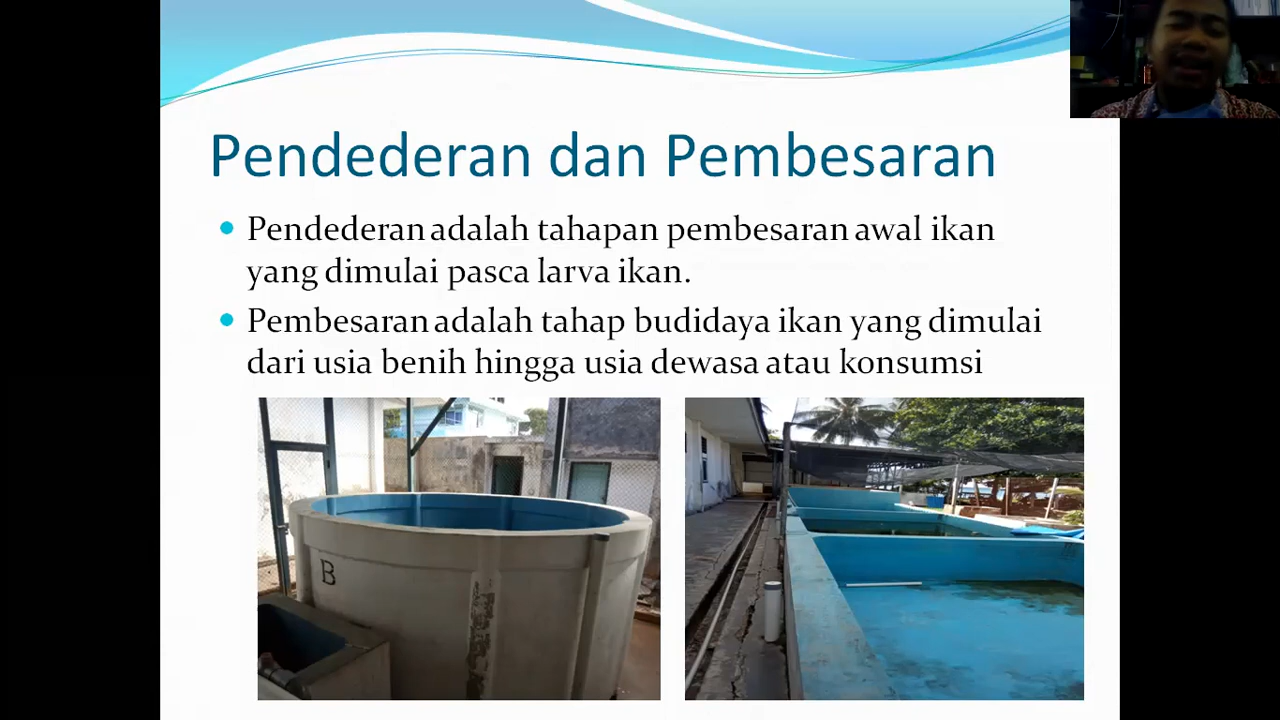 Pendederan dan Pembesaran
Pendederan adalah tahapan pembesaran awal ikan
yang dimulai pasca larva ikan.
Pembesaran adalah tahap budidaya ikan yang dimulai
dari usia benih hingga usia dewasa atau konsumsi
B